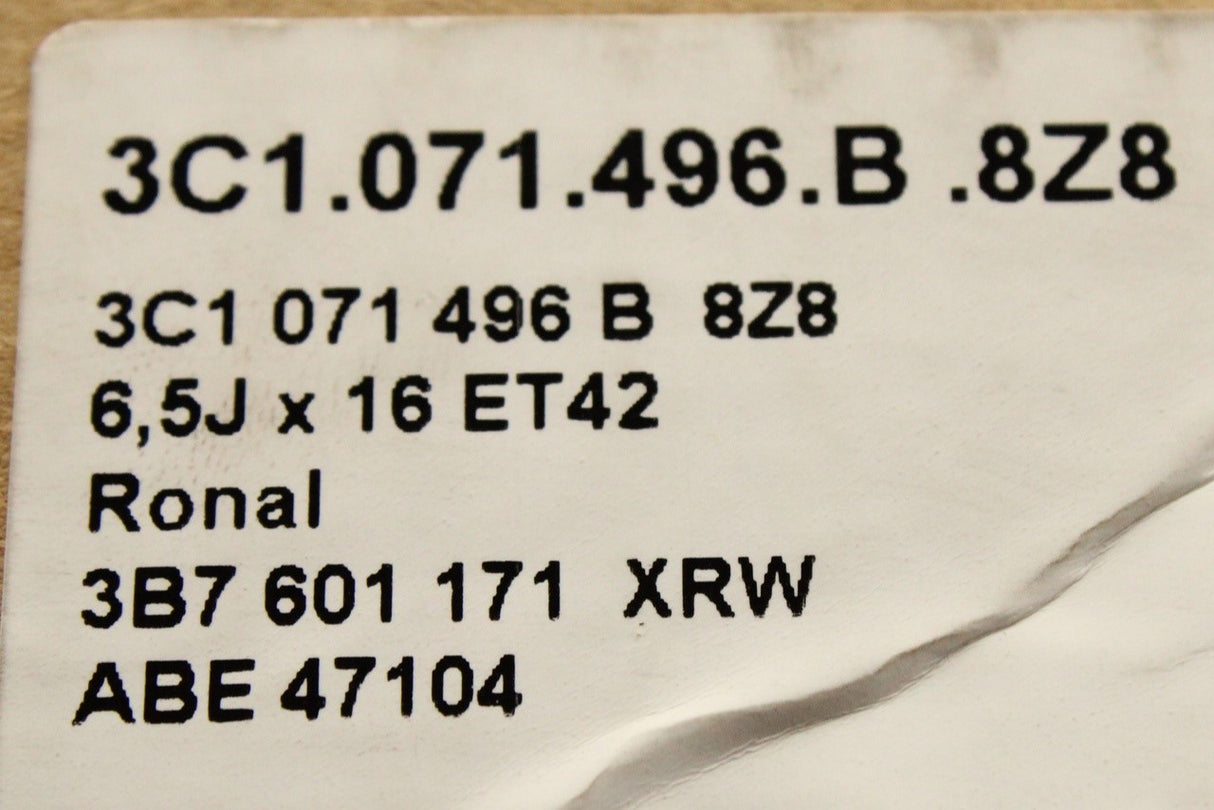 3C1.071.496.B .8Z8
3C1 071 496 B 8Z8
6,5J x 16 ET42
Ronal
3B7 601 171 XRW
ABE 47104